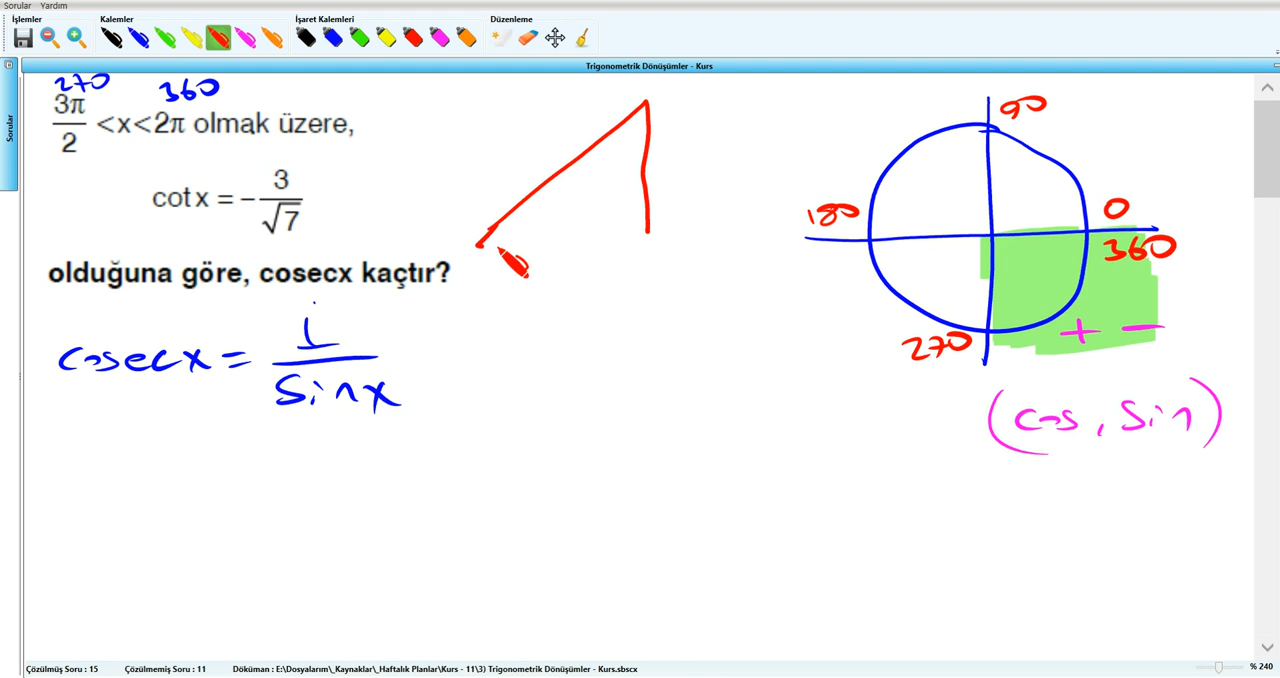 Sorular Yardım
İşlemler Kalemler İşaret Kalemleri Düzenleme
Trigonometrik Dönüşümler - Kurs
Sorular
270 360
3π/2 <x<2π olmak üzere,
cot x = -3/√7
olduğuna göre, cosecx kaçtır?
cosecx = 1/sinx
90
180 0
360
270 + −
(cos, sin)
Çözülmüş Soru : 15 Çözülmemiş Soru : 11 Döküman : E:\Dosyalarım\_Kaynaklar\_Haftalık Planlar\Kurs - 11\3) Trigonometrik Dönüşümler - Kurs.sbscx % 240